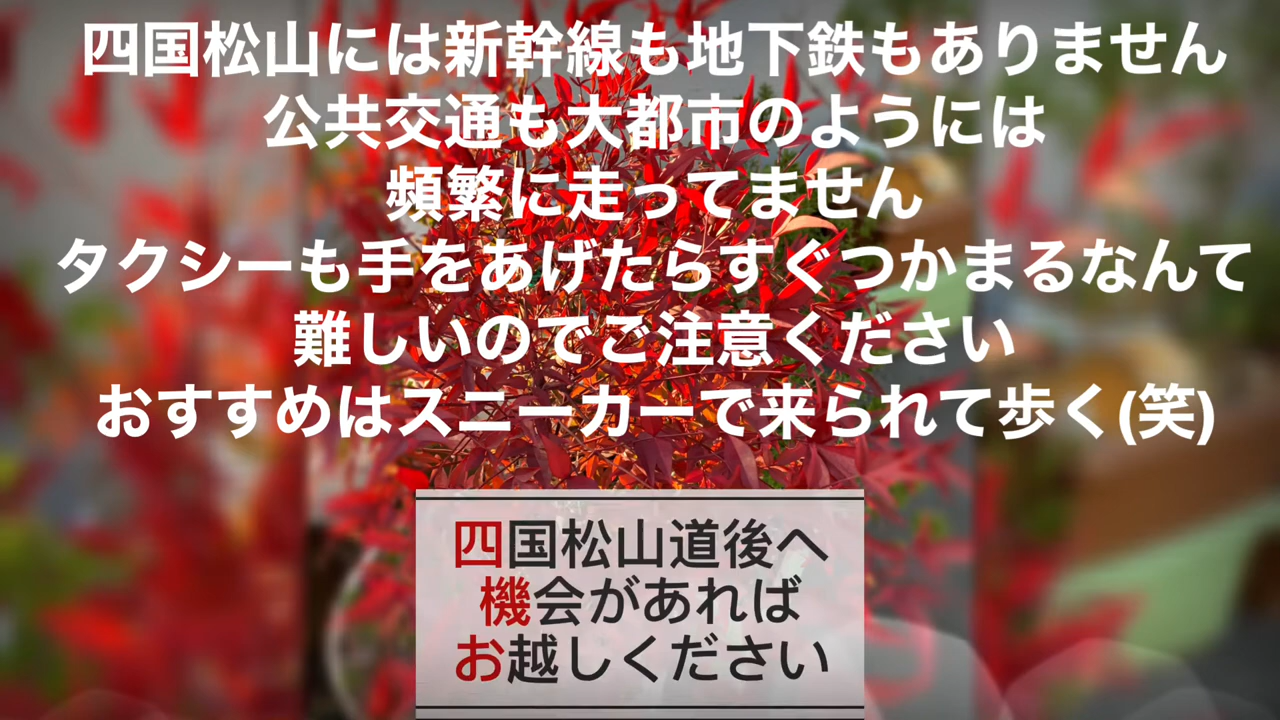 四国松山には新幹線も地下鉄もありません
公共交通も大都市のようには
頻繁に走ってません
タクシーも手をあげたらすぐつかまるなんて
難しいのでご注意ください
おすすめはスニーカーで来られて歩く(笑)
四国松山道後へ
機会があれば
お越しください